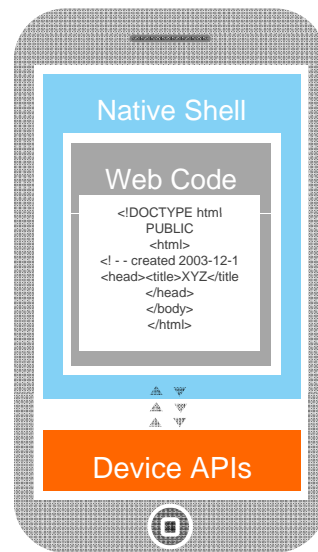 Native Shell
Web Code
<!DOCTYPE html
PUBLIC
<html>
<! - - created 2003-12-1
<head><title>XYZ</title
</head>
</body>
</html>
Device APIs